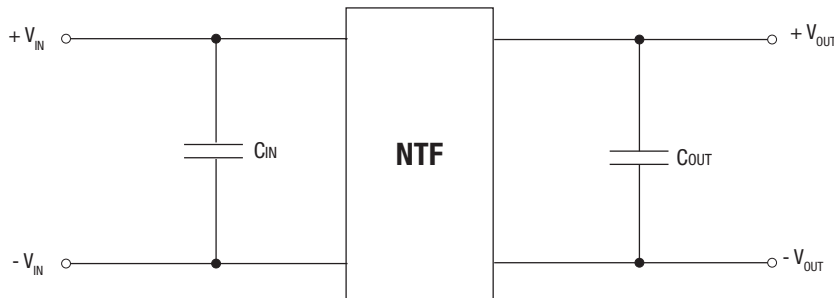 + VIN
+ VOUT
CIN
NTF
COUT
- VIN
- VOUT